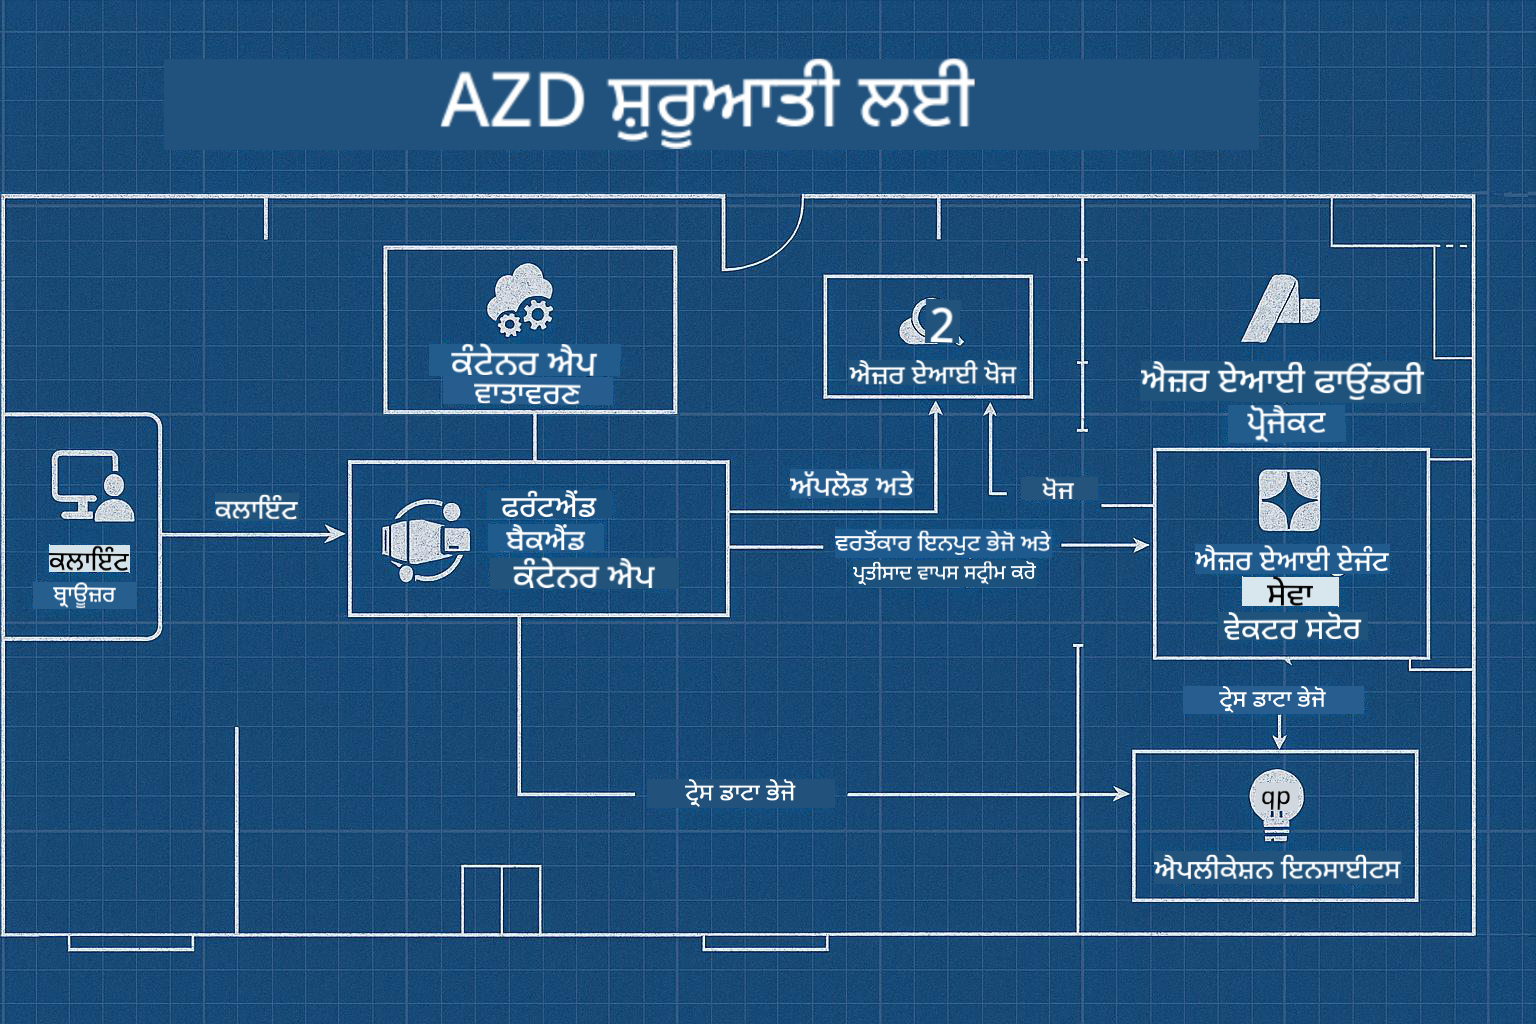 AZD ਸ਼ੁਰੂਆਤੀ ਲਈ
ਕੰਟੇਨਰ ਐਪ
ਵਾਤਾਵਰਣ
2
ਐਜ਼ਰ ਏਆਈ ਖੋਜ
ਐਜ਼ਰ ਏਆਈ ਫਾਉਂਡਰੀ
ਪ੍ਰੋਜੈਕਟ
ਕਲਾਇੰਟ
ਬ੍ਰਾਊਜ਼ਰ
ਕਲਾਇੰਟ
ਫਰੰਟਐਂਡ
ਬੈਕਐਂਡ
ਕੰਟੇਨਰ ਐਪ
ਅੱਪਲੋਡ ਅਤੇ
ਖੋਜ
ਵਰਤੋਂਕਾਰ ਇਨਪੁਟ ਭੇਜੋ ਅਤੇ
ਪ੍ਰਤੀਸਾਦ ਵਾਪਸ ਸਟ੍ਰੀਮ ਕਰੋ
ਐਜ਼ਰ ਏਆਈ ਏਜੰਟ
ਸੇਵਾ
ਵੇਕਟਰ ਸਟੋਰ
ਟ੍ਰੇਸ ਡਾਟਾ ਭੇਜੋ
ਟ੍ਰੇਸ ਡਾਟਾ ਭੇਜੋ
qp
ਐਪਲੀਕੇਸ਼ਨ ਇਨਸਾਈਟਸ